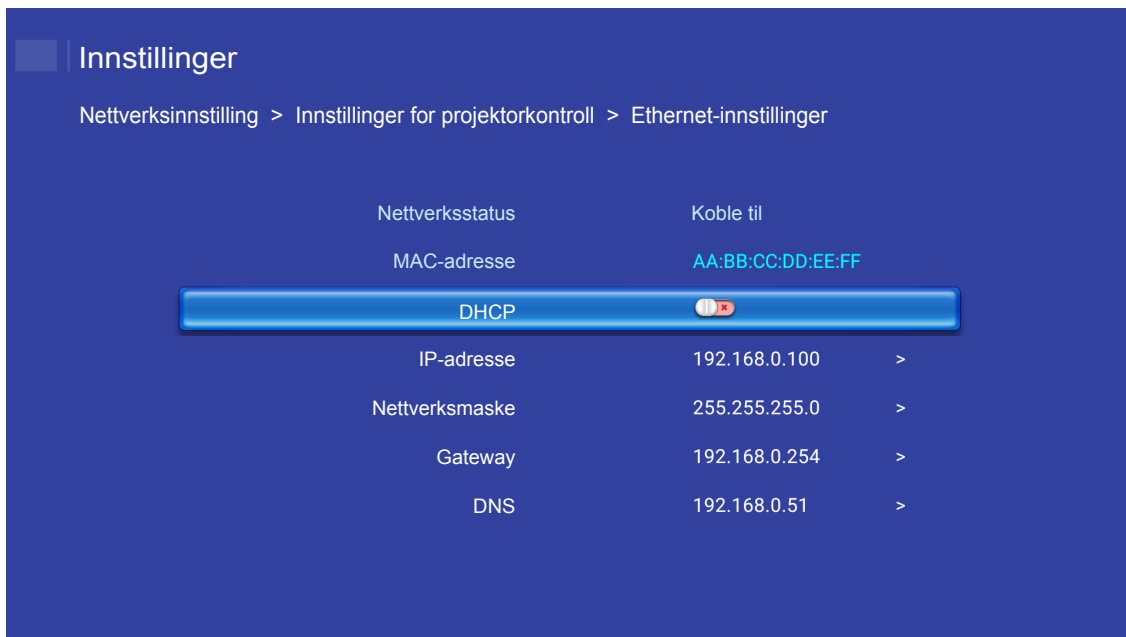 Innstillinger
Nettverksinnstilling > Innstillinger for projektorkontroll > Ethernet-innstillinger
Nettverksstatus Koble til
MAC-adresse AA:BB:CC:DD:EE:FF
DHCP
IP-adresse 192.168.0.100 >
Nettverksmaske 255.255.255.0 >
Gateway 192.168.0.254 >
DNS 192.168.0.51 >